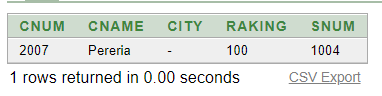 CNUM CNAME CITY RAKING SNUM
2007 Pereria - 100 1004
1 rows returned in 0.00 seconds CSV Export